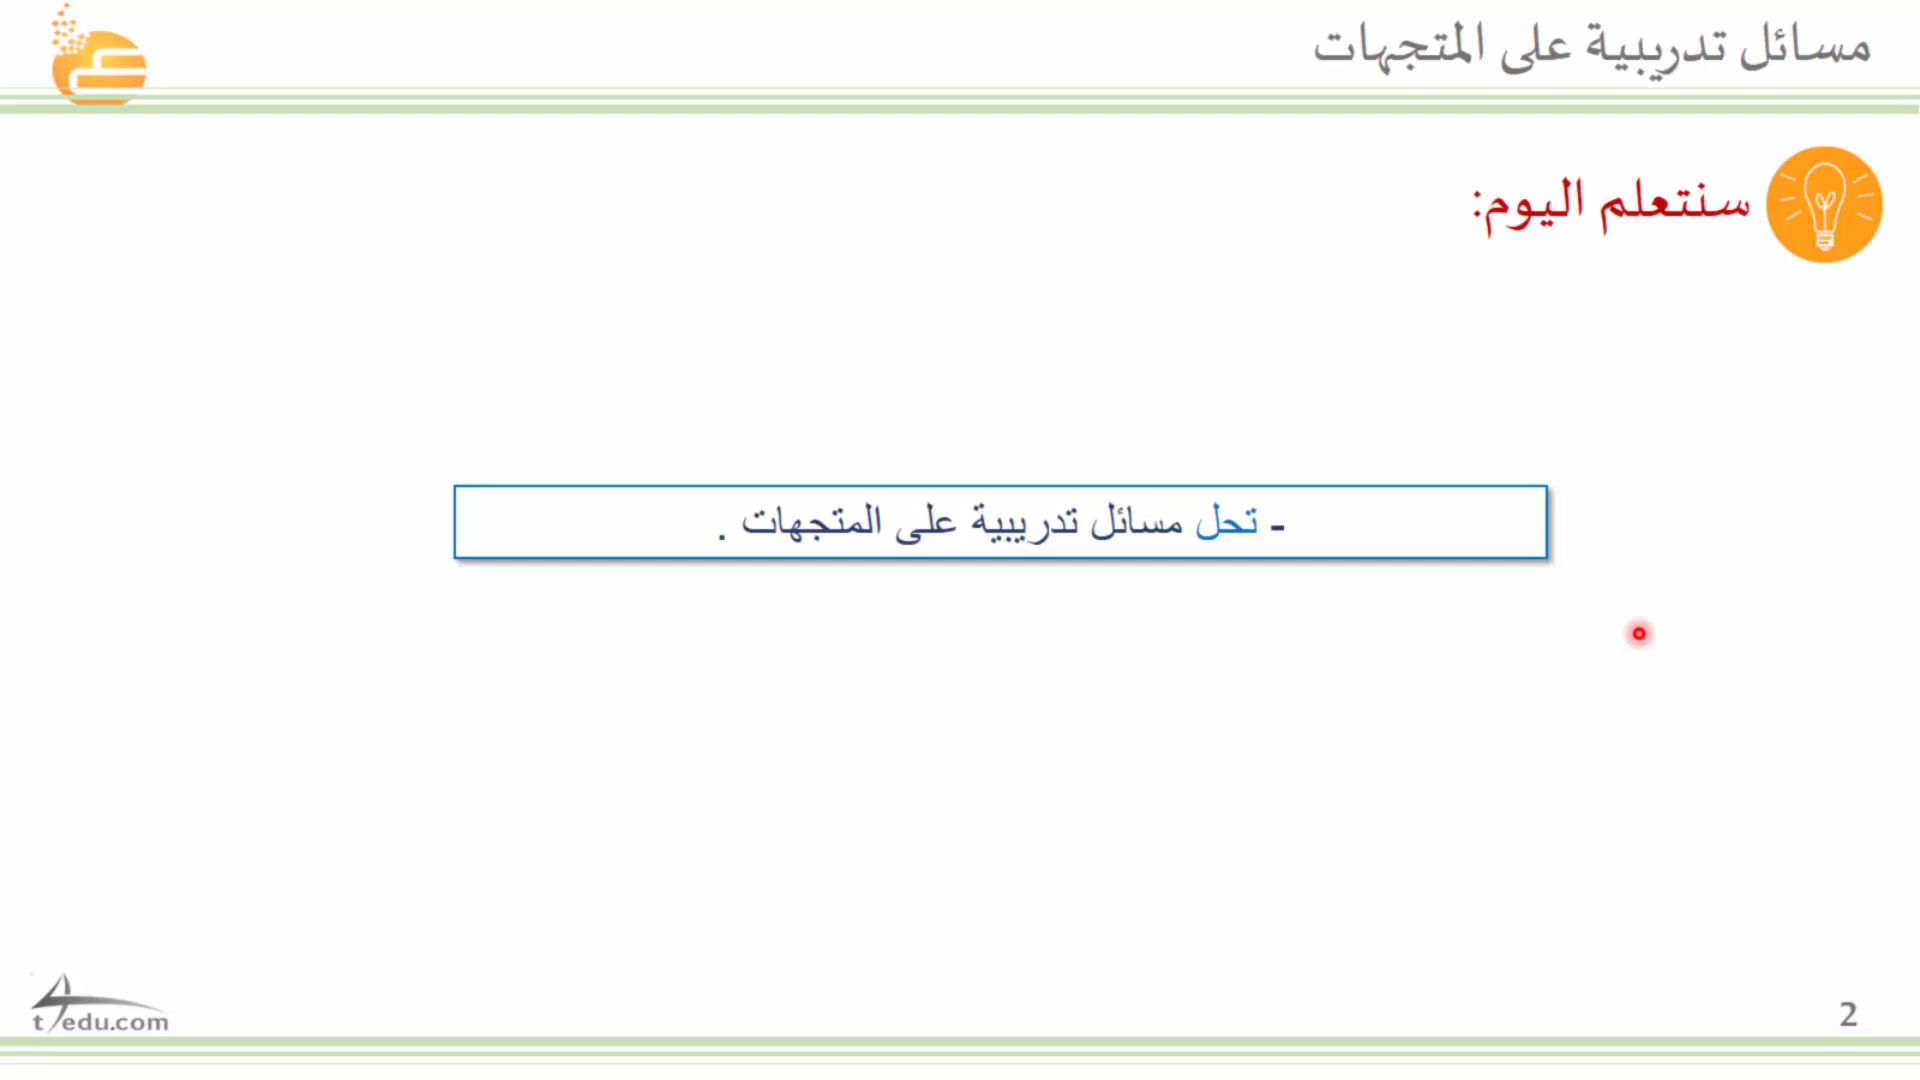 مسائل تدريبية على المتجهات
سنتعلم اليوم:
- تحل مسائل تدريبية على المتجهات .
t4edu.com
2